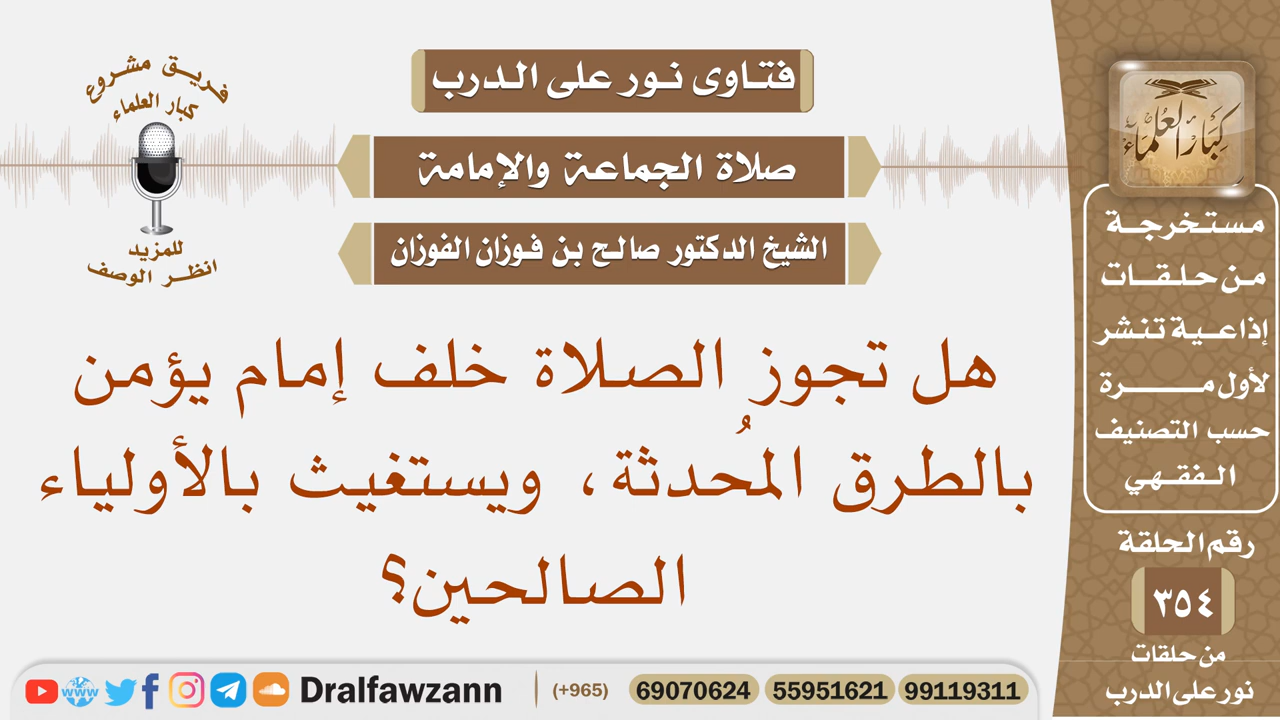 فتاوى نور على الدرب
صلاة الجماعة والإمامة
الشيخ الدكتور صالح بن فوزان الفوزان
فريق مشروع
كبار العلماء
للمزيد
انظر الوصف
هل تجوز الصلاة خلف إمام يؤمن
بالطرق المُحدثة، ويستغيث بالأولياء
الصالحين؟
كبار العلماء
مستخرجة
من حلقات
إذاعية تنشر
لأول مرة
حسب التصنيف
الفقهي
رقم الحلقة
٣٥٤
من حلقات
نور على الدرب
www Dralfawzann (+965) 69070624 55951621 99119311